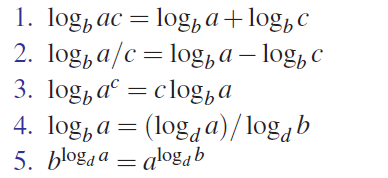 1. log_b ac = log_b a + log_b c
2. log_b a/c = log_b a − log_b c
3. log_b a^c = c log_b a
4. log_b a = (log_d a)/log_d b
5. b^{log_d a} = a^{log_d b}